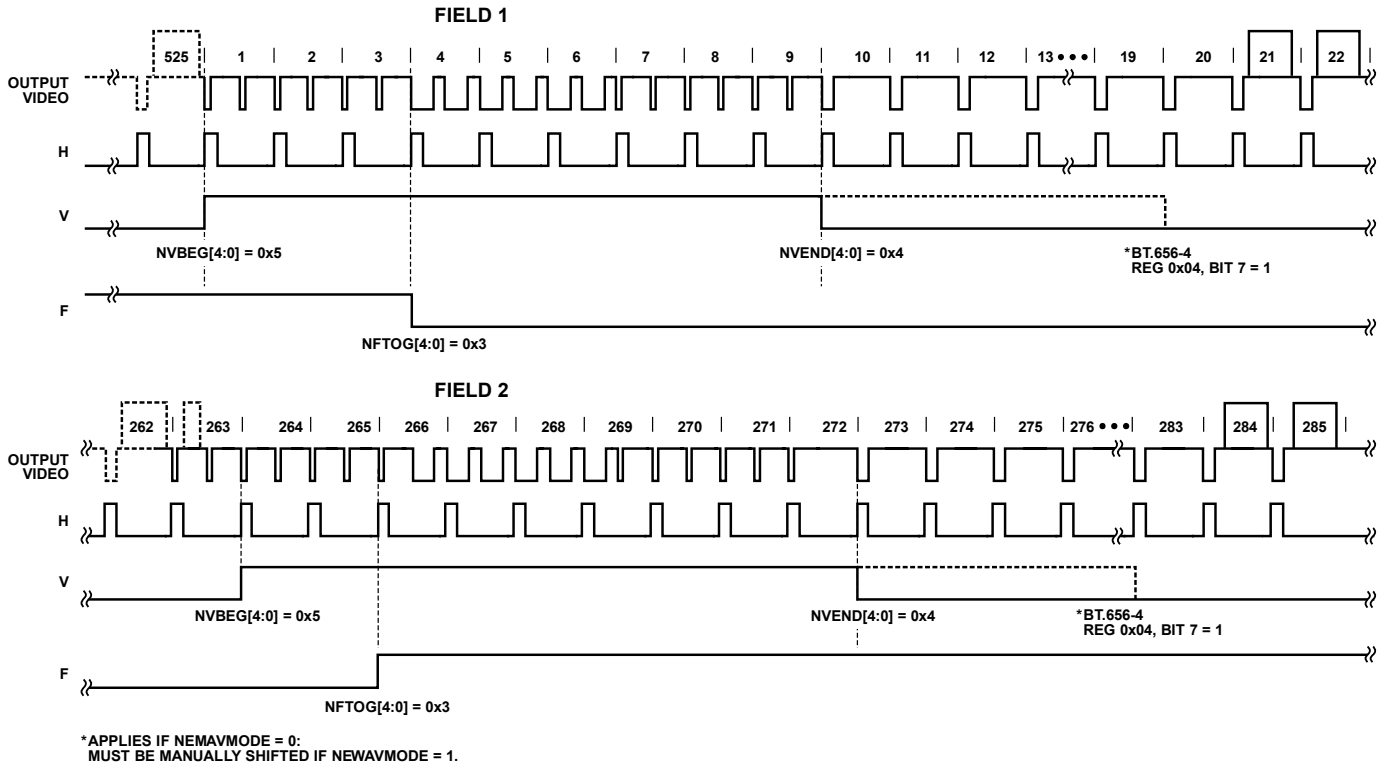 FIELD 1
525 1 2 3 4 5 6 7 8 9 10 11 12 13 ••• 19 20 21 22
OUTPUT
VIDEO
H
V
NVBEG[4:0] = 0x5
NVEND[4:0] = 0x4
*BT.656-4
REG 0x04, BIT 7 = 1
F
NFTOG[4:0] = 0x3
FIELD 2
262 263 264 265 266 267 268 269 270 271 272 273 274 275 276 ••• 283 284 285
OUTPUT
VIDEO
H
V
NVBEG[4:0] = 0x5
NVEND[4:0] = 0x4
*BT.656-4
REG 0x04, BIT 7 = 1
F
NFTOG[4:0] = 0x3
*APPLIES IF NEMAVMODE = 0:
MUST BE MANUALLY SHIFTED IF NEWAVMODE = 1.